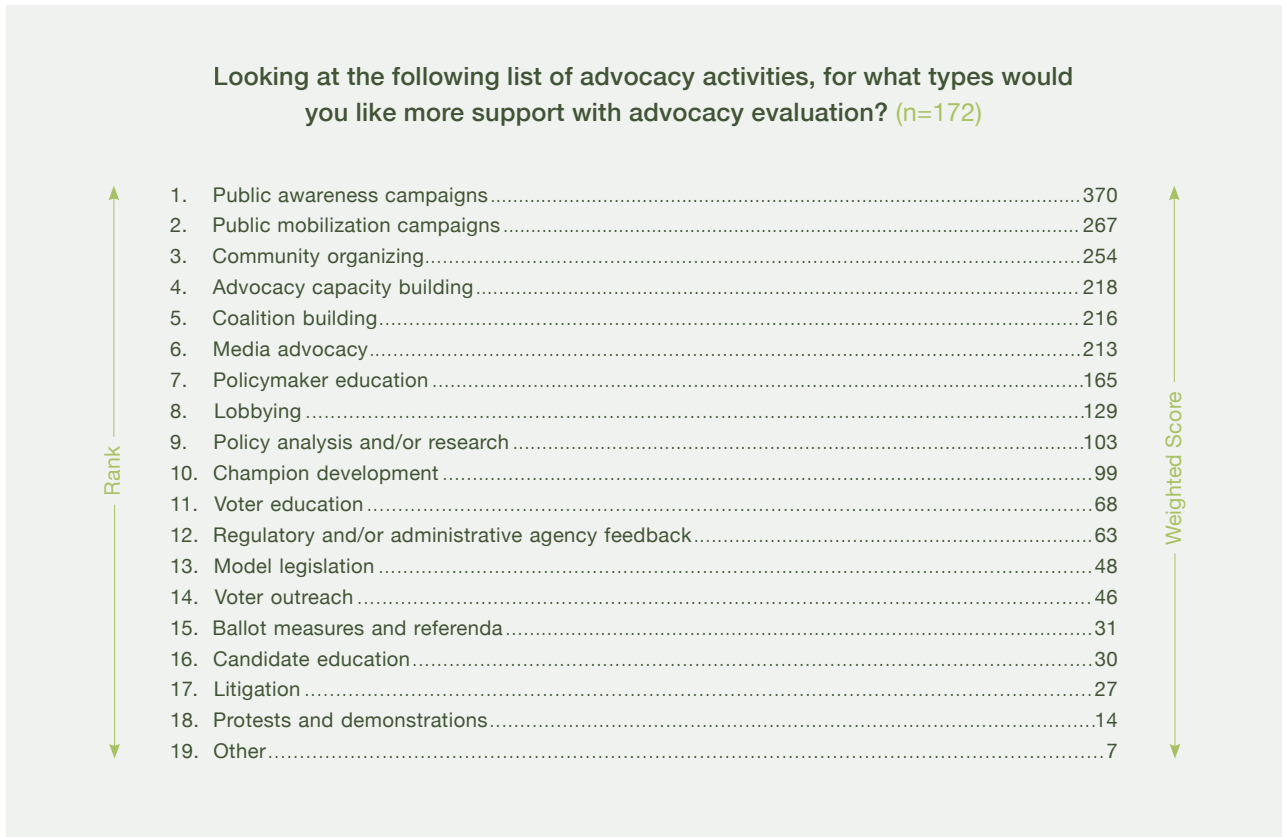 Looking at the following list of advocacy activities, for what types would
you like more support with advocacy evaluation? (n=172)
1. Public awareness campaigns 370
2. Public mobilization campaigns 267
3. Community organizing 254
4. Advocacy capacity building 218
5. Coalition building 216
6. Media advocacy 213
7. Policymaker education 165
8. Lobbying 129
9. Policy analysis and/or research 103
10. Champion development 99
11. Voter education 68
12. Regulatory and/or administrative agency feedback 63
13. Model legislation 48
14. Voter outreach 46
15. Ballot measures and referenda 31
16. Candidate education 30
17. Litigation 27
18. Protests and demonstrations 14
19. Other 7
Rank
Weighted Score